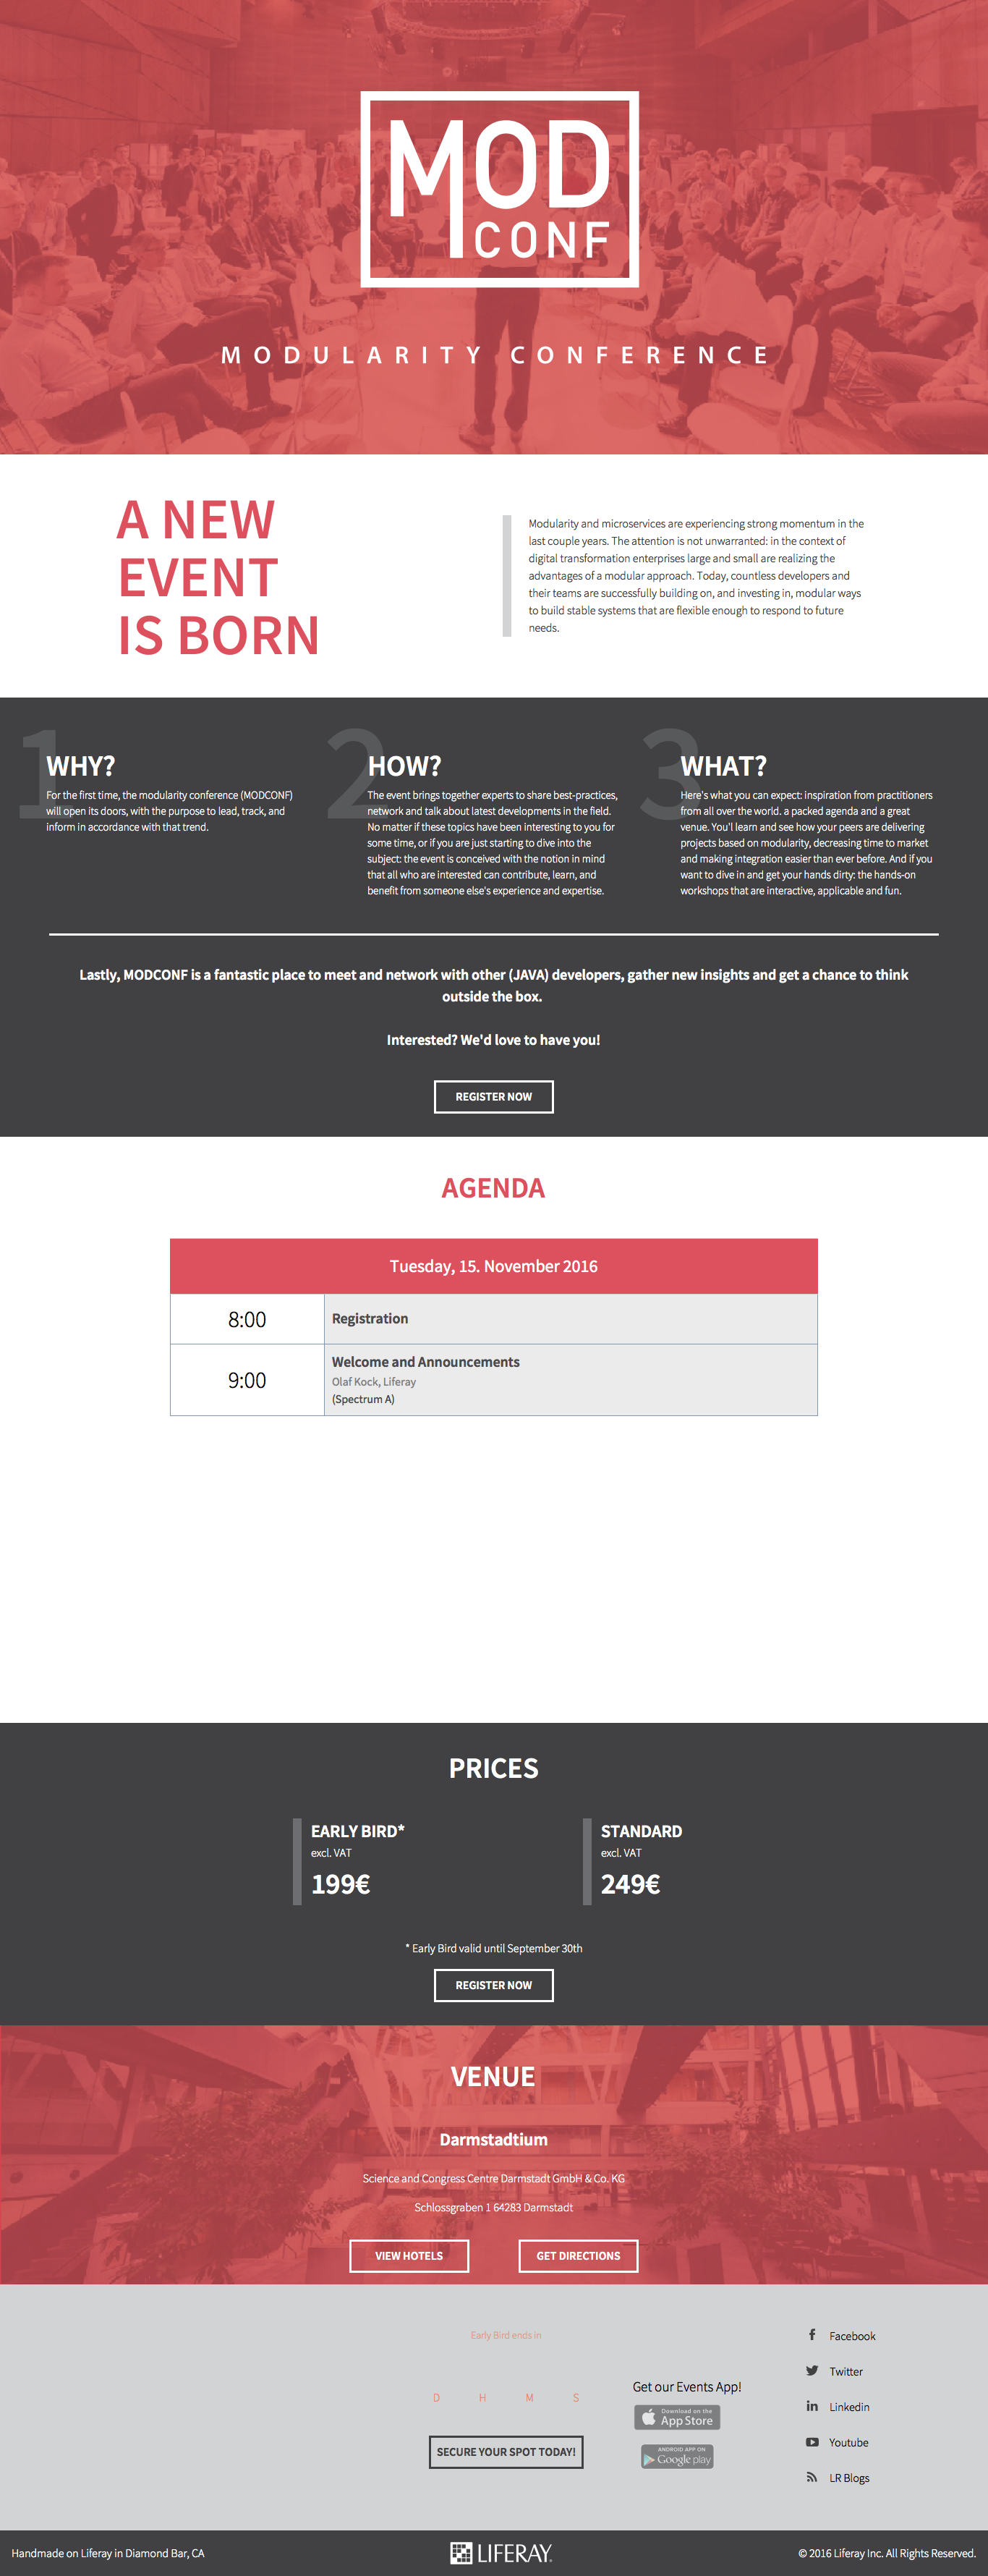 MOD
CONF
MODULARITY CONFERENCE
A NEW
EVENT
IS BORN
Modularity and microservices are experiencing strong momentum in the
last couple years. The attention is not unwarranted: in the context of
digital transformation enterprises large and small are realizing the
advantages of a modular approach. Today, countless developers and
their teams are successfully building on, and investing in, modular ways
to build stable systems that are flexible enough to respond to future
needs.
1
WHY?
For the first time, the modularity conference (MODCONF)
will open its doors, with the purpose to lead, track, and
inform in accordance with that trend.
2
HOW?
The event brings together experts to share best-practices,
network and talk about latest developments in the field.
No matter if these topics have been interesting to you for
some time, or if you are just starting to dive into the
subject: the event is conceived with the notion in mind
that all who are interested can contribute, learn, and
benefit from someone else's experience and expertise.
3
WHAT?
Here's what you can expect: inspiration from practitioners
from all over the world. a packed agenda and a great
venue. You'l learn and see how your peers are delivering
projects based on modularity, decreasing time to market
and making integration easier than ever before. And if you
want to dive in and get your hands dirty: the hands-on
workshops that are interactive, applicable and fun.
Lastly, MODCONF is a fantastic place to meet and network with other (JAVA) developers, gather new insights and get a chance to think
outside the box.
Interested? We'd love to have you!
REGISTER NOW
AGENDA
Tuesday, 15. November 2016
8:00
Registration
9:00
Welcome and Announcements
Olaf Kock, Liferay
(Spectrum A)
PRICES
EARLY BIRD*
excl. VAT
199€
STANDARD
excl. VAT
249€
* Early Bird valid until September 30th
REGISTER NOW
VENUE
Darmstadtium
Science and Congress Centre Darmstadt GmbH & Co. KG
Schlossgraben 1 64283 Darmstadt
VIEW HOTELS
GET DIRECTIONS
Early Bird ends in
D H M S
SECURE YOUR SPOT TODAY!
Get our Events App!
Download on the
App Store
ANDROID APP ON
Google play
Facebook
Twitter
Linkedin
Youtube
LR Blogs
Handmade on Liferay in Diamond Bar, CA
LIFERAY
© 2016 Liferay Inc. All Rights Reserved.